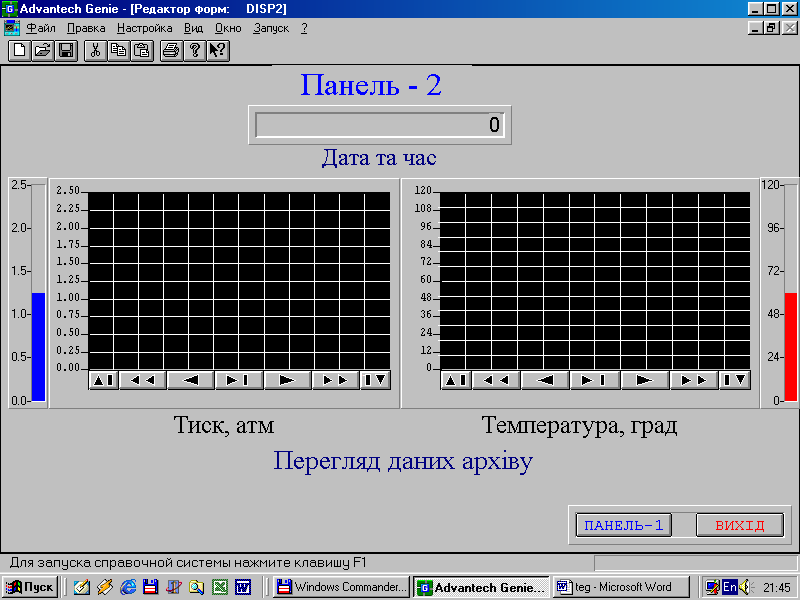 Advantech Genie - [Редактор форм: DISP2]
Файл Правка Настройка Вид Окно Запуск ?
Панель - 2
0
Дата та час
2.5 2.0 1.5 1.0 0.5 0.0
2.50 2.25 2.00 1.75 1.50 1.25 1.00 0.75 0.50 0.25 0.00
120 108 96 84 72 60 48 36 24 12 0
120 96 72 48 24 0
Тиск, атм Температура, град
Перегляд даних архіву
ПАНЕЛЬ-1 ВИХІД
Для запуска справочной системы нажмите клавишу F1
Пуск Windows Commander... Advantech Genie... teg - Microsoft Word En 21:45